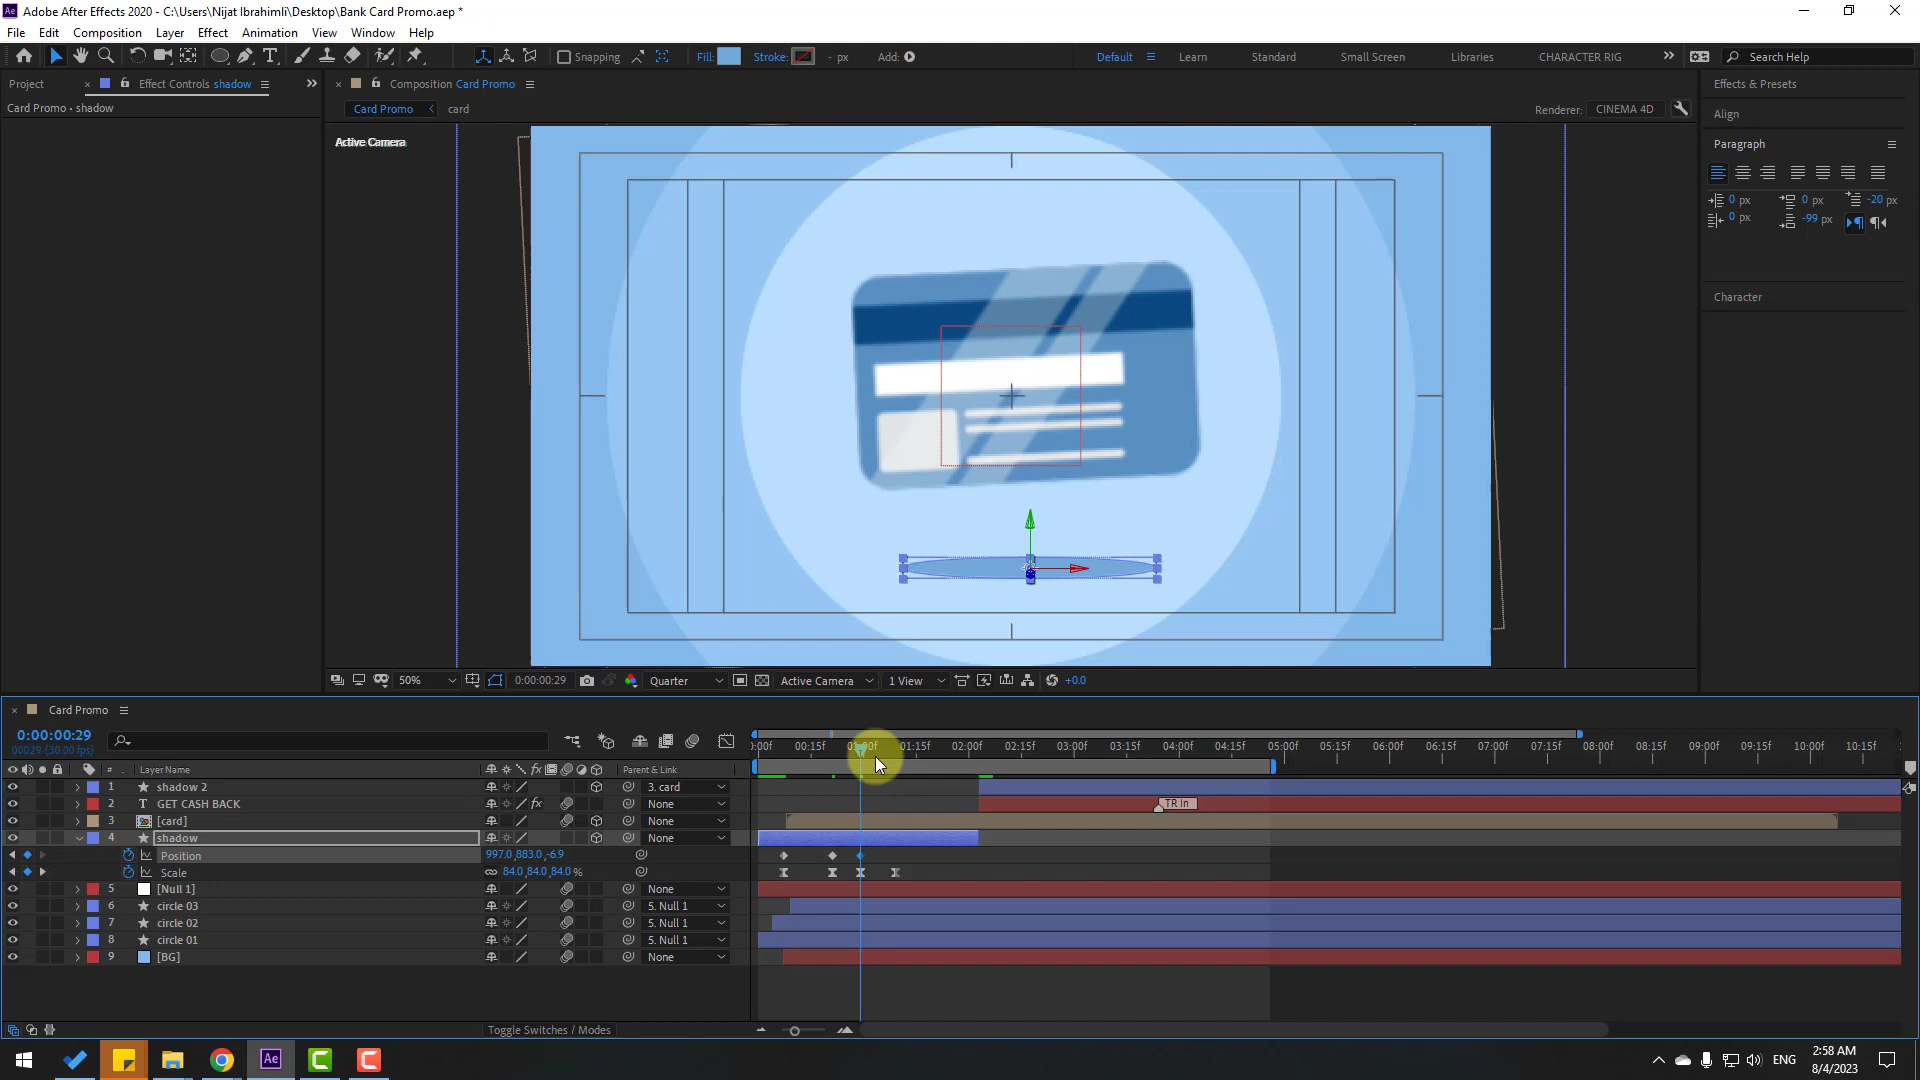 Adobe After Effects 2020 - C:\Users\Nijat Ibrahimli\Desktop\Bank Card Promo.aep *
File Edit Composition Layer Effect Animation View Window Help
Snapping Fill: Stroke: - px Add: Default Learn Standard Small Screen Libraries CHARACTER RIG Search Help
Project Effect Controls shadow Composition Card Promo Effects & Presets
Card Promo • shadow Card Promo card Renderer: CINEMA 4D Align
Active Camera Paragraph
0 px 0 px -20 px
0 px -99 px
Character
50% 0:00:00:29 Quarter Active Camera 1 View +0.0
Card Promo
0:00:00:29
00029 (30.00 fps)
00:15f 01:00f 01:15f 02:00f 02:15f 03:00f 03:15f 04:00f 04:15f 05:00f 05:15f 06:00f 06:15f 07:00f 07:15f 08:00f 08:15f 09:00f 09:15f 10:00f 10:15f
# Layer Name fx Parent & Link
1 shadow 2 3. card
2 T GET CASH BACK fx None TR In
3 [card] None
4 shadow None
Position 997.0,883.0,-6.9
Scale 84.0,84.0,84.0 %
5 [Null 1] None
6 circle 03 5. Null 1
7 circle 02 5. Null 1
8 circle 01 5. Null 1
9 [BG] None
Toggle Switches / Modes
Ae ENG 2:58 AM
8/4/2023